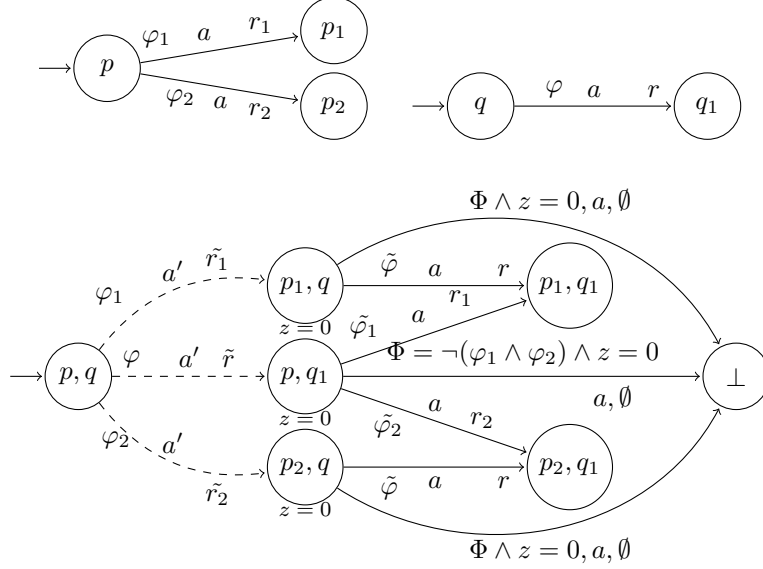 φ₁ a r₁
p
p₁
φ₂ a r₂
p₂
q
φ a r
q₁
Φ ∧ z = 0, a, ∅
φ₁ a′ r̃₁
p₁, q
z = 0
φ̃ a r
p₁, q₁
φ̃₁ a r₁
p, q
φ a′ r̃
p, q₁
z = 0
Φ = ¬(φ₁ ∧ φ₂) ∧ z = 0
a, ∅
⊥
φ̃₂ a r₂
φ₂ a′ r̃₂
p₂, q
z = 0
φ̃ a r
p₂, q₁
Φ ∧ z = 0, a, ∅